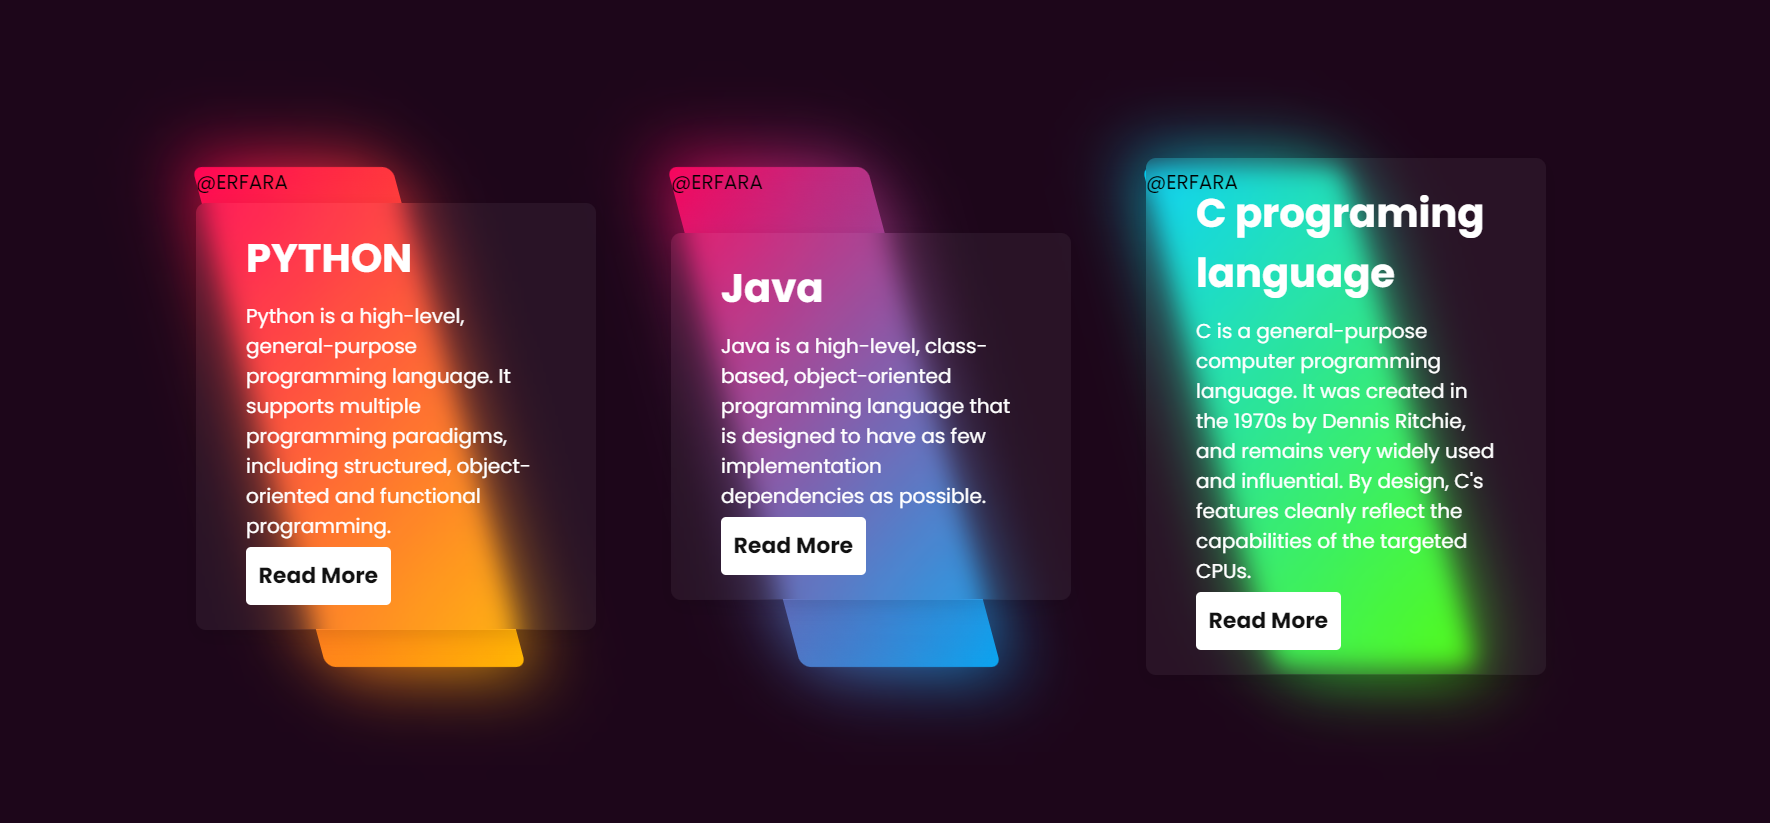 @ERFARA
PYTHON
Python is a high-level,
general-purpose
programming language. It
supports multiple
programming paradigms,
including structured, object-
oriented and functional
programming.
Read More
@ERFARA
Java
Java is a high-level, class-
based, object-oriented
programming language that
is designed to have as few
implementation
dependencies as possible.
Read More
@ERFARA
C programing
language
C is a general-purpose
computer programming
language. It was created in
the 1970s by Dennis Ritchie,
and remains very widely used
and influential. By design, C's
features cleanly reflect the
capabilities of the targeted
CPUs.
Read More